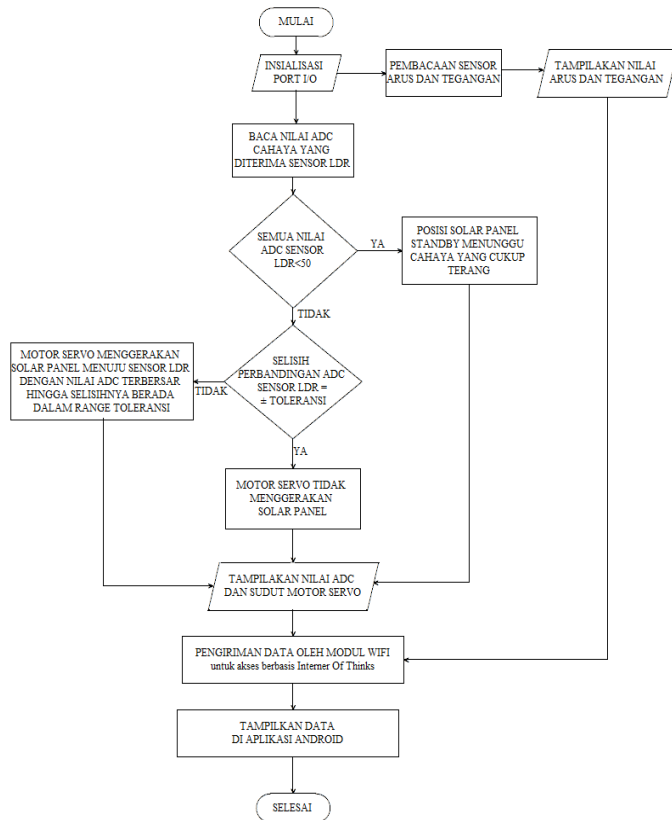 MULAI
INSIALISASI
PORT I/O
PEMBACAAN SENSOR
ARUS DAN TEGANGAN
TAMPILAKAN NILAI
ARUS DAN TEGANGAN
BACA NILAI ADC
CAHAYA YANG
DITERIMA SENSOR LDR
SEMUA NILAI
ADC SENSOR
LDR<50
YA
POSISI SOLAR PANEL
STANDBY MENUNGGU
CAHAYA YANG CUKUP
TERANG
TIDAK
MOTOR SERVO MENGGERAKAN
SOLAR PANEL MENUJU SENSOR LDR
DENGAN NILAI ADC TERBERSAR
HINGGA SELISIHNYA BERADA
DALAM RANGE TOLERANSI
TIDAK
SELISIH
PERBANDINGAN ADC
SENSOR LDR =
± TOLERANSI
YA
MOTOR SERVO TIDAK
MENGGERAKAN
SOLAR PANEL
TAMPILAKAN NILAI ADC
DAN SUDUT MOTOR SERVO
PENGIRIMAN DATA OLEH MODUL WIFI
untuk akses berbasis Interner Of Thinks
TAMPILKAN DATA
DI APLIKASI ANDROID
SELESAI